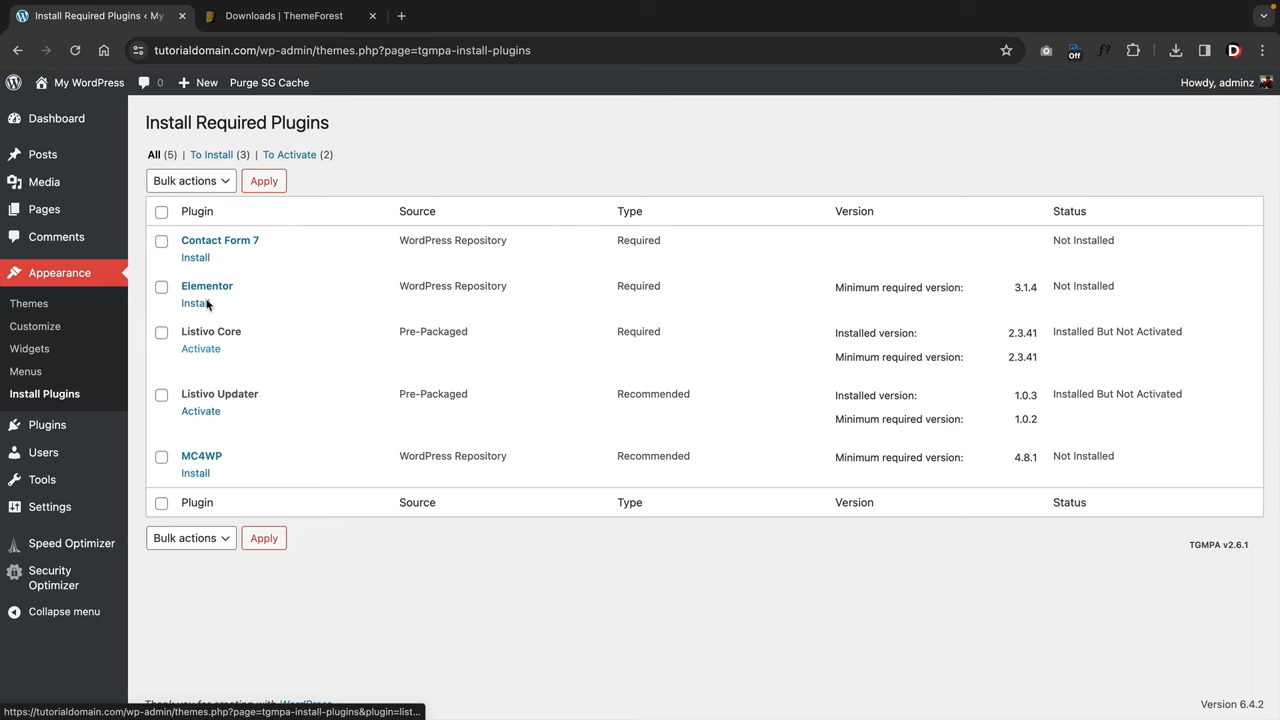 Install Required Plugins ‹ My
Downloads | ThemeForest
tutorialdomain.com/wp-admin/themes.php?page=tgmpa-install-plugins
f?
Off
D
My WordPress
0
New
Purge SG Cache
Howdy, adminz
Dashboard
Posts
Media
Pages
Comments
Appearance
Themes
Customize
Widgets
Menus
Install Plugins
Plugins
Users
Tools
Settings
Speed Optimizer
Security
Optimizer
Collapse menu
Install Required Plugins
All (5) | To Install (3) | To Activate (2)
Bulk actions
Apply
Plugin Source Type Version Status
Contact Form 7 WordPress Repository Required Not Installed
Install
Elementor WordPress Repository Required Minimum required version: 3.1.4 Not Installed
Install
Listivo Core Pre-Packaged Required Installed version: 2.3.41 Installed But Not Activated
Activate Minimum required version: 2.3.41
Listivo Updater Pre-Packaged Recommended Installed version: 1.0.3 Installed But Not Activated
Activate Minimum required version: 1.0.2
MC4WP WordPress Repository Recommended Minimum required version: 4.8.1 Not Installed
Install
Plugin Source Type Version Status
Bulk actions
Apply
TGMPA v2.6.1
Thank you for creating with WordPress.
Version 6.4.2
https://tutorialdomain.com/wp-admin/themes.php?page=tgmpa-install-plugins&plugin=list...